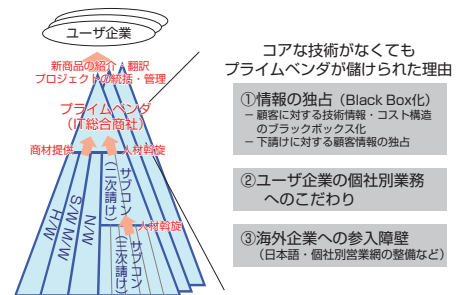 ユーザ企業
新商品の紹介・翻訳
プロジェクトの統括・管理
プライムベンダ
(IT総合商社)
商材提供
人材斡旋
H/W
S/W M/W
N/W
サブコン
(二次請け)
人材斡旋
サブコン
(三次請け)
コアな技術がなくても
プライムベンダが儲けられた理由
①情報の独占(Black Box化)
− 顧客に対する技術情報・コスト構造
のブラックボックス化
− 下請けに対する顧客情報の独占
②ユーザ企業の個社別業務
へのこだわり
③海外企業への参入障壁
(日本語・個社別営業網の整備など)